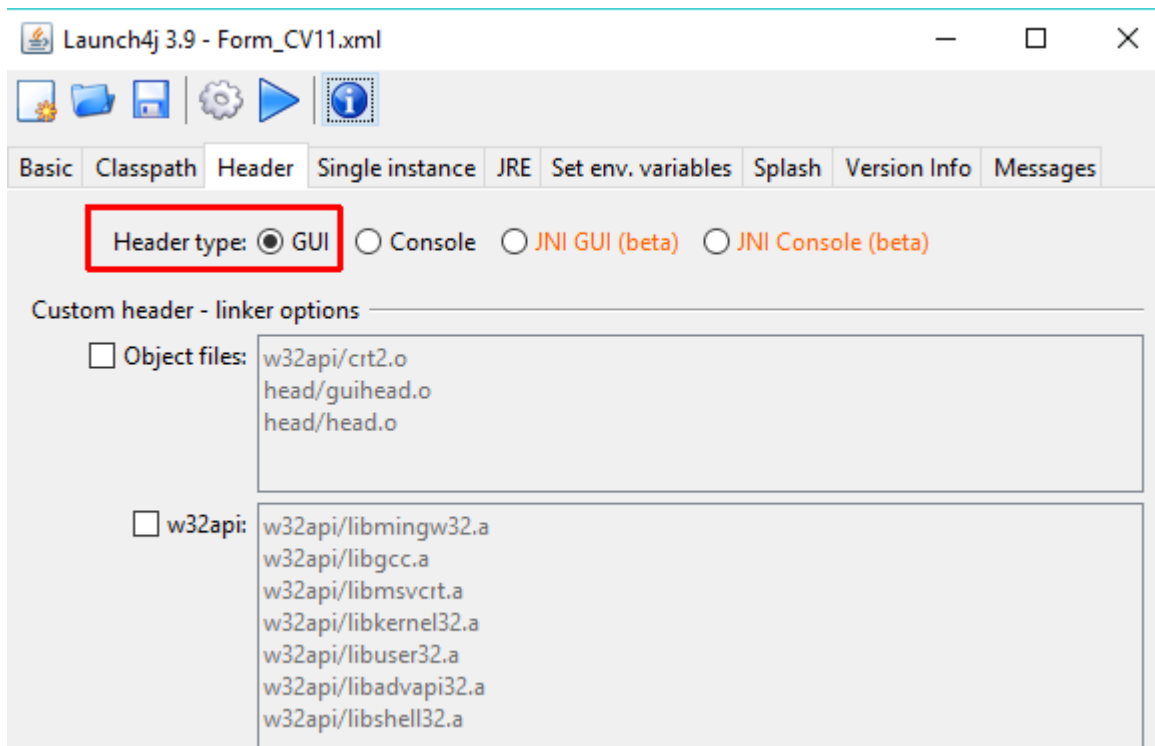 Launch4j 3.9 - Form_CV11.xml
Basic Classpath Header Single instance JRE Set env. variables Splash Version Info Messages
Header type: GUI Console JNI GUI (beta) JNI Console (beta)
Custom header - linker options
Object files: w32api/crt2.o
head/guihead.o
head/head.o
w32api: w32api/libmingw32.a
w32api/libgcc.a
w32api/libmsvcrt.a
w32api/libkernel32.a
w32api/libuser32.a
w32api/libadvapi32.a
w32api/libshell32.a